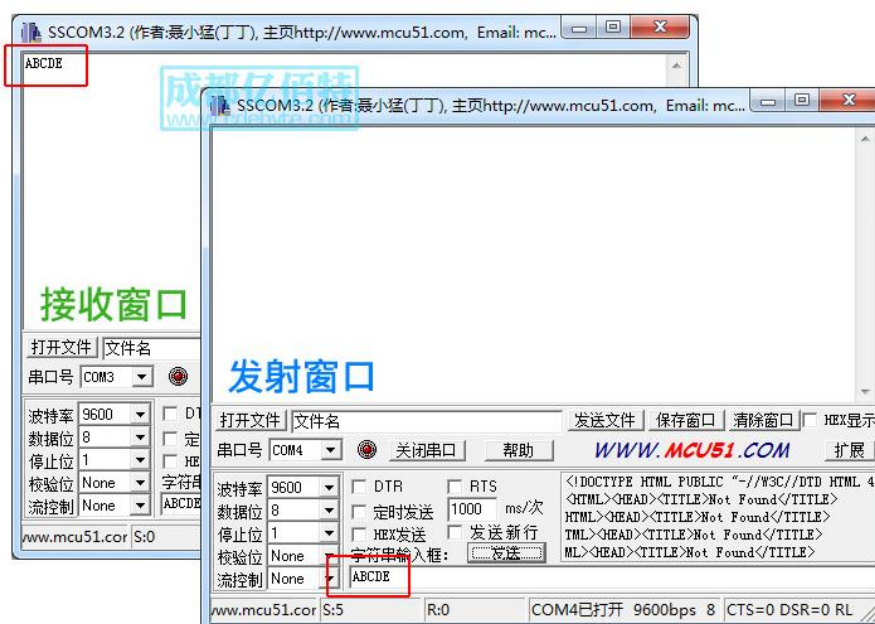 SSCOM3.2 (作者:聂小猛(丁丁), 主页http://www.mcu51.com,  Email: mc...
ABCDE
成都亿佰特
www.cdebyte.com
接收窗口
打开文件 文件名
串口号 COM3
波特率 9600 DT
数据位 8 定
停止位 1 HE
校验位 None 字符串
流控制 None ABCDE
www.mcu51.cor S:0
SSCOM3.2 (作者:聂小猛(丁丁), 主页http://www.mcu51.com,  Email: mc...
发射窗口
打开文件 文件名 发送文件 保存窗口 清除窗口 HEX显示
串口号 COM4 关闭串口 帮助 WWW.MCU51.COM 扩展
波特率 9600 DTR RTS
数据位 8 定时发送 1000 ms/次
停止位 1 HEX发送 发送新行
校验位 None 字符串输入框: 发送
流控制 None ABCDE
<!DOCTYPE HTML PUBLIC "-//W3C//DTD HTML 4
<HTML><HEAD><TITLE>Not Found</TITLE>
HTML><HEAD><TITLE>Not Found</TITLE>
TML><HEAD><TITLE>Not Found</TITLE>
ML><HEAD><TITLE>Not Found</TITLE>
www.mcu51.cor S:5 R:0 COM4已打开 9600bps 8 CTS=0 DSR=0 RL